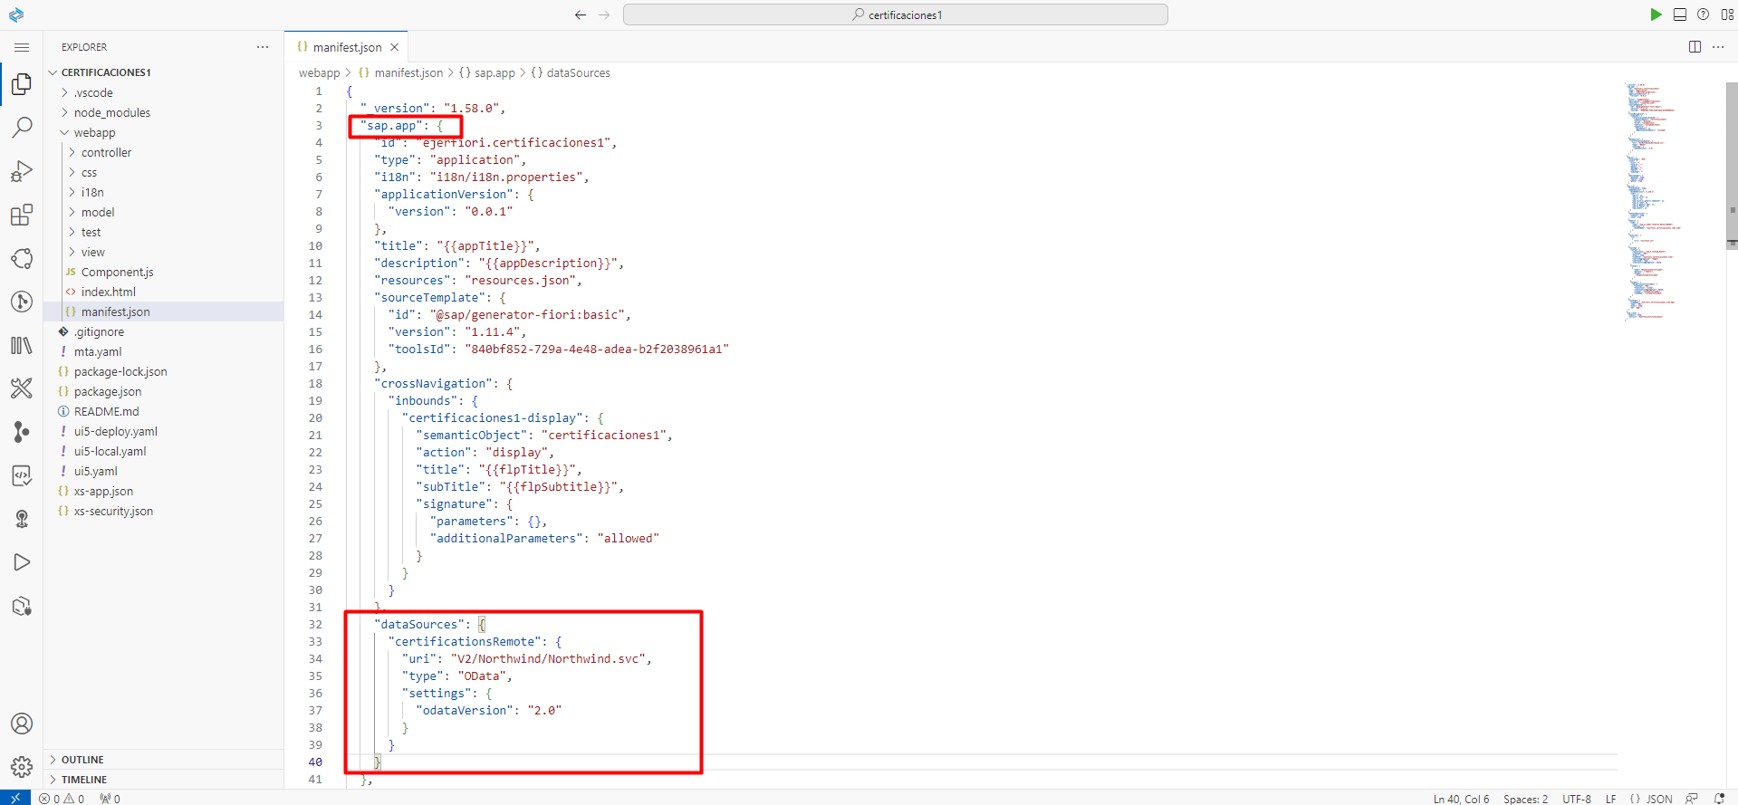 certificaciones1
EXPLORER
CERTIFICACIONES1
.vscode
node_modules
webapp
controller
css
i18n
model
test
view
JS Component.js
<> index.html
{} manifest.json
.gitignore
! mta.yaml
{} package-lock.json
{} package.json
README.md
! ui5-deploy.yaml
! ui5-local.yaml
! ui5.yaml
{} xs-app.json
{} xs-security.json
OUTLINE
TIMELINE
{} manifest.json ×
webapp > {} manifest.json > {} sap.app > {} dataSources
1 {
2 "_version": "1.58.0",
3 "sap.app": {
4 "id": "ejerfiori.certificaciones1",
5 "type": "application",
6 "i18n": "i18n/i18n.properties",
7 "applicationVersion": {
8 "version": "0.0.1"
9 },
10 "title": "{{appTitle}}",
11 "description": "{{appDescription}}",
12 "resources": "resources.json",
13 "sourceTemplate": {
14 "id": "@sap/generator-fiori:basic",
15 "version": "1.11.4",
16 "toolsId": "840bf852-729a-4e48-adea-b2f2038961a1"
17 },
18 "crossNavigation": {
19 "inbounds": {
20 "certificaciones1-display": {
21 "semanticObject": "certificaciones1",
22 "action": "display",
23 "title": "{{flpTitle}}",
24 "subTitle": "{{flpSubtitle}}",
25 "signature": {
26 "parameters": {},
27 "additionalParameters": "allowed"
28 }
29 }
30 }
31 },
32 "dataSources": {
33 "certificationsRemote": {
34 "uri": "V2/Northwind/Northwind.svc",
35 "type": "OData",
36 "settings": {
37 "odataVersion": "2.0"
38 }
39 }
40 }
41 },
0 0 0
Ln 40, Col 6 Spaces: 2 UTF-8 LF {} JSON